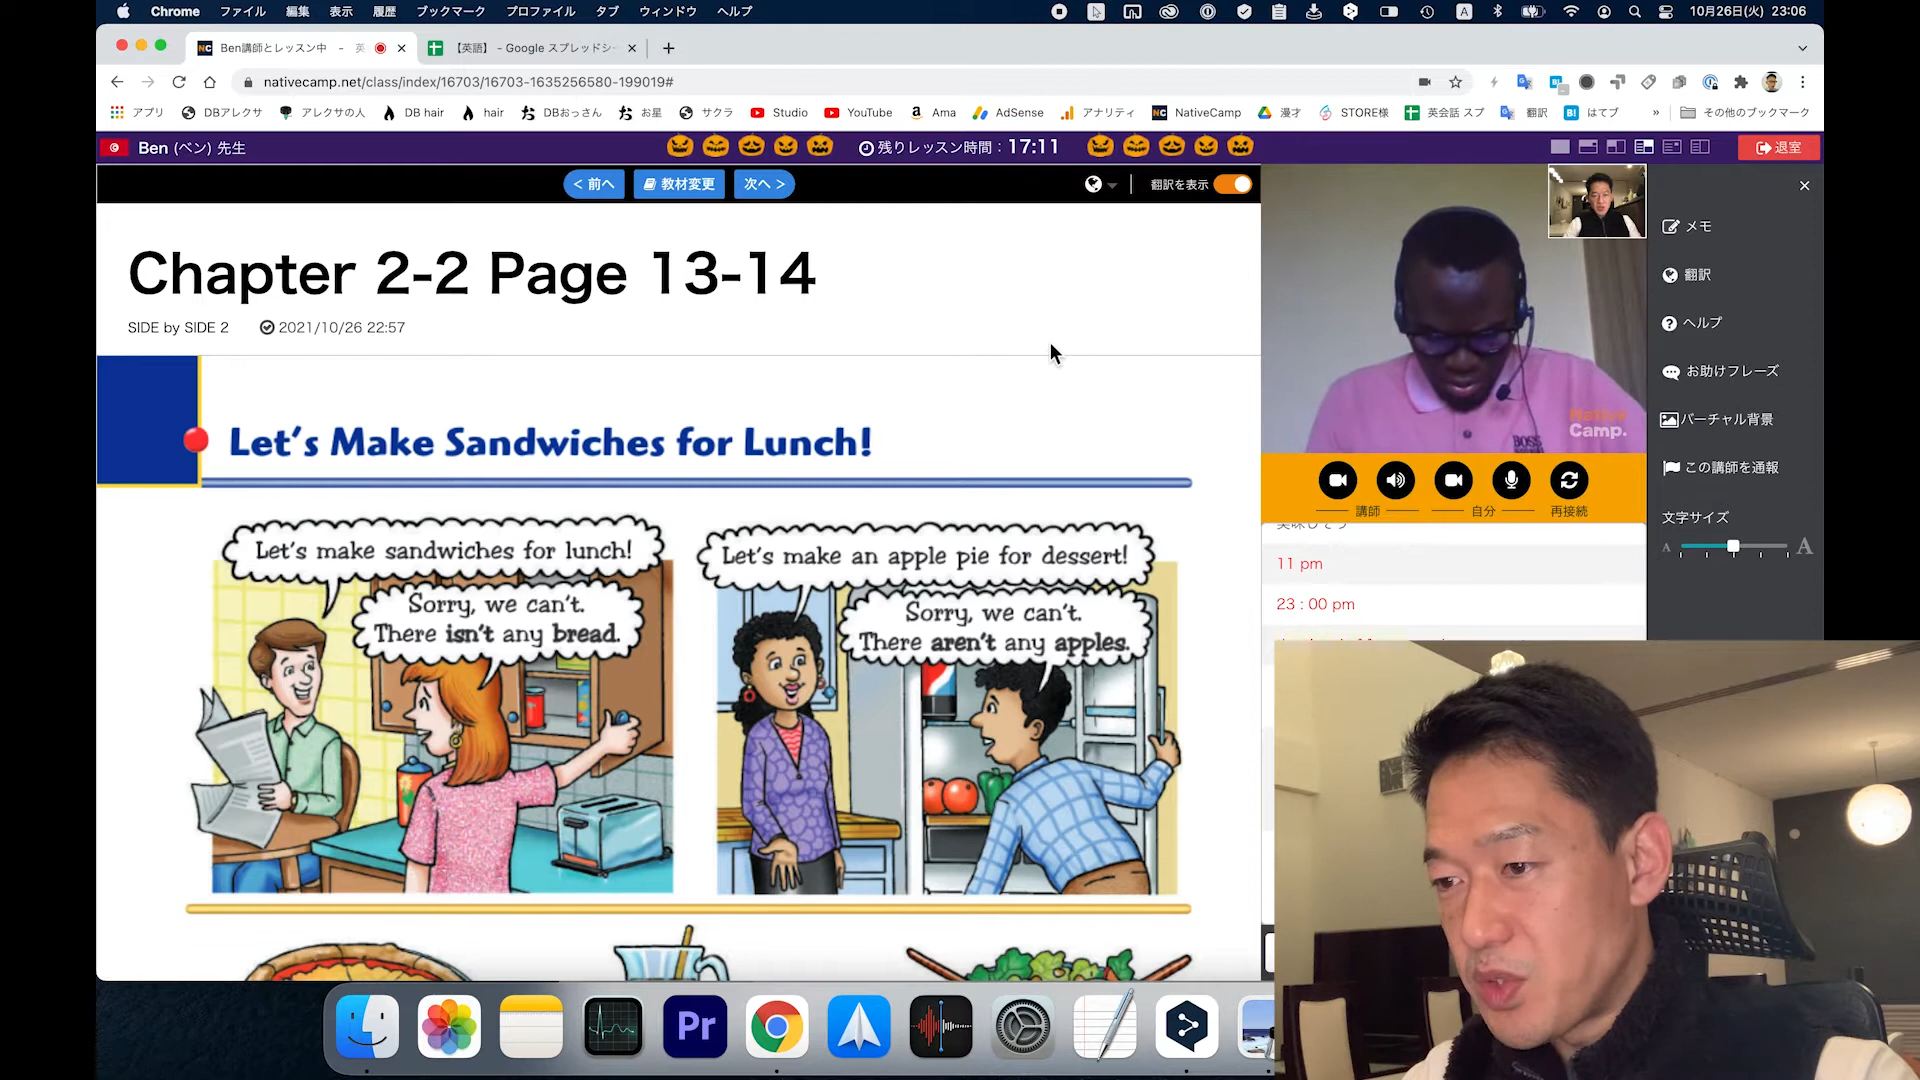 Chrome ファイル 編集 表示 履歴 ブックマーク プロファイル タブ ウィンドウ ヘルプ
A
10月26日(火) 23:06
NC Ben講師とレッスン中 - 英
【英語】 - Google スプレッドシー
nativecamp.net/class/index/16703/16703-1635256580-199019#
アプリ DBアレクサ アレクサの人 DB hair hair DBおっさん お星 サクラ Studio YouTube Ama AdSense アナリティ NC NativeCamp 漫才 STORE様 英会話 スプ 翻訳 B! はてブ » その他のブックマーク
Ben (ベン) 先生
残りレッスン時間： 17:11
退室
< 前へ 教材変更 次へ >
翻訳を表示
Chapter 2-2 Page 13-14
SIDE by SIDE 2 2021/10/26 22:57
Let's Make Sandwiches for Lunch!
Let's make sandwiches for lunch!
Sorry, we can't.
There isn't any bread.
Let's make an apple pie for dessert!
Sorry, we can't.
There aren't any apples.
Native
Camp.
BOSS
講師 自分 再接続
11 pm
23 : 00 pm
メモ
翻訳
ヘルプ
お助けフレーズ
バーチャル背景
この講師を通報
文字サイズ
A A
Pr